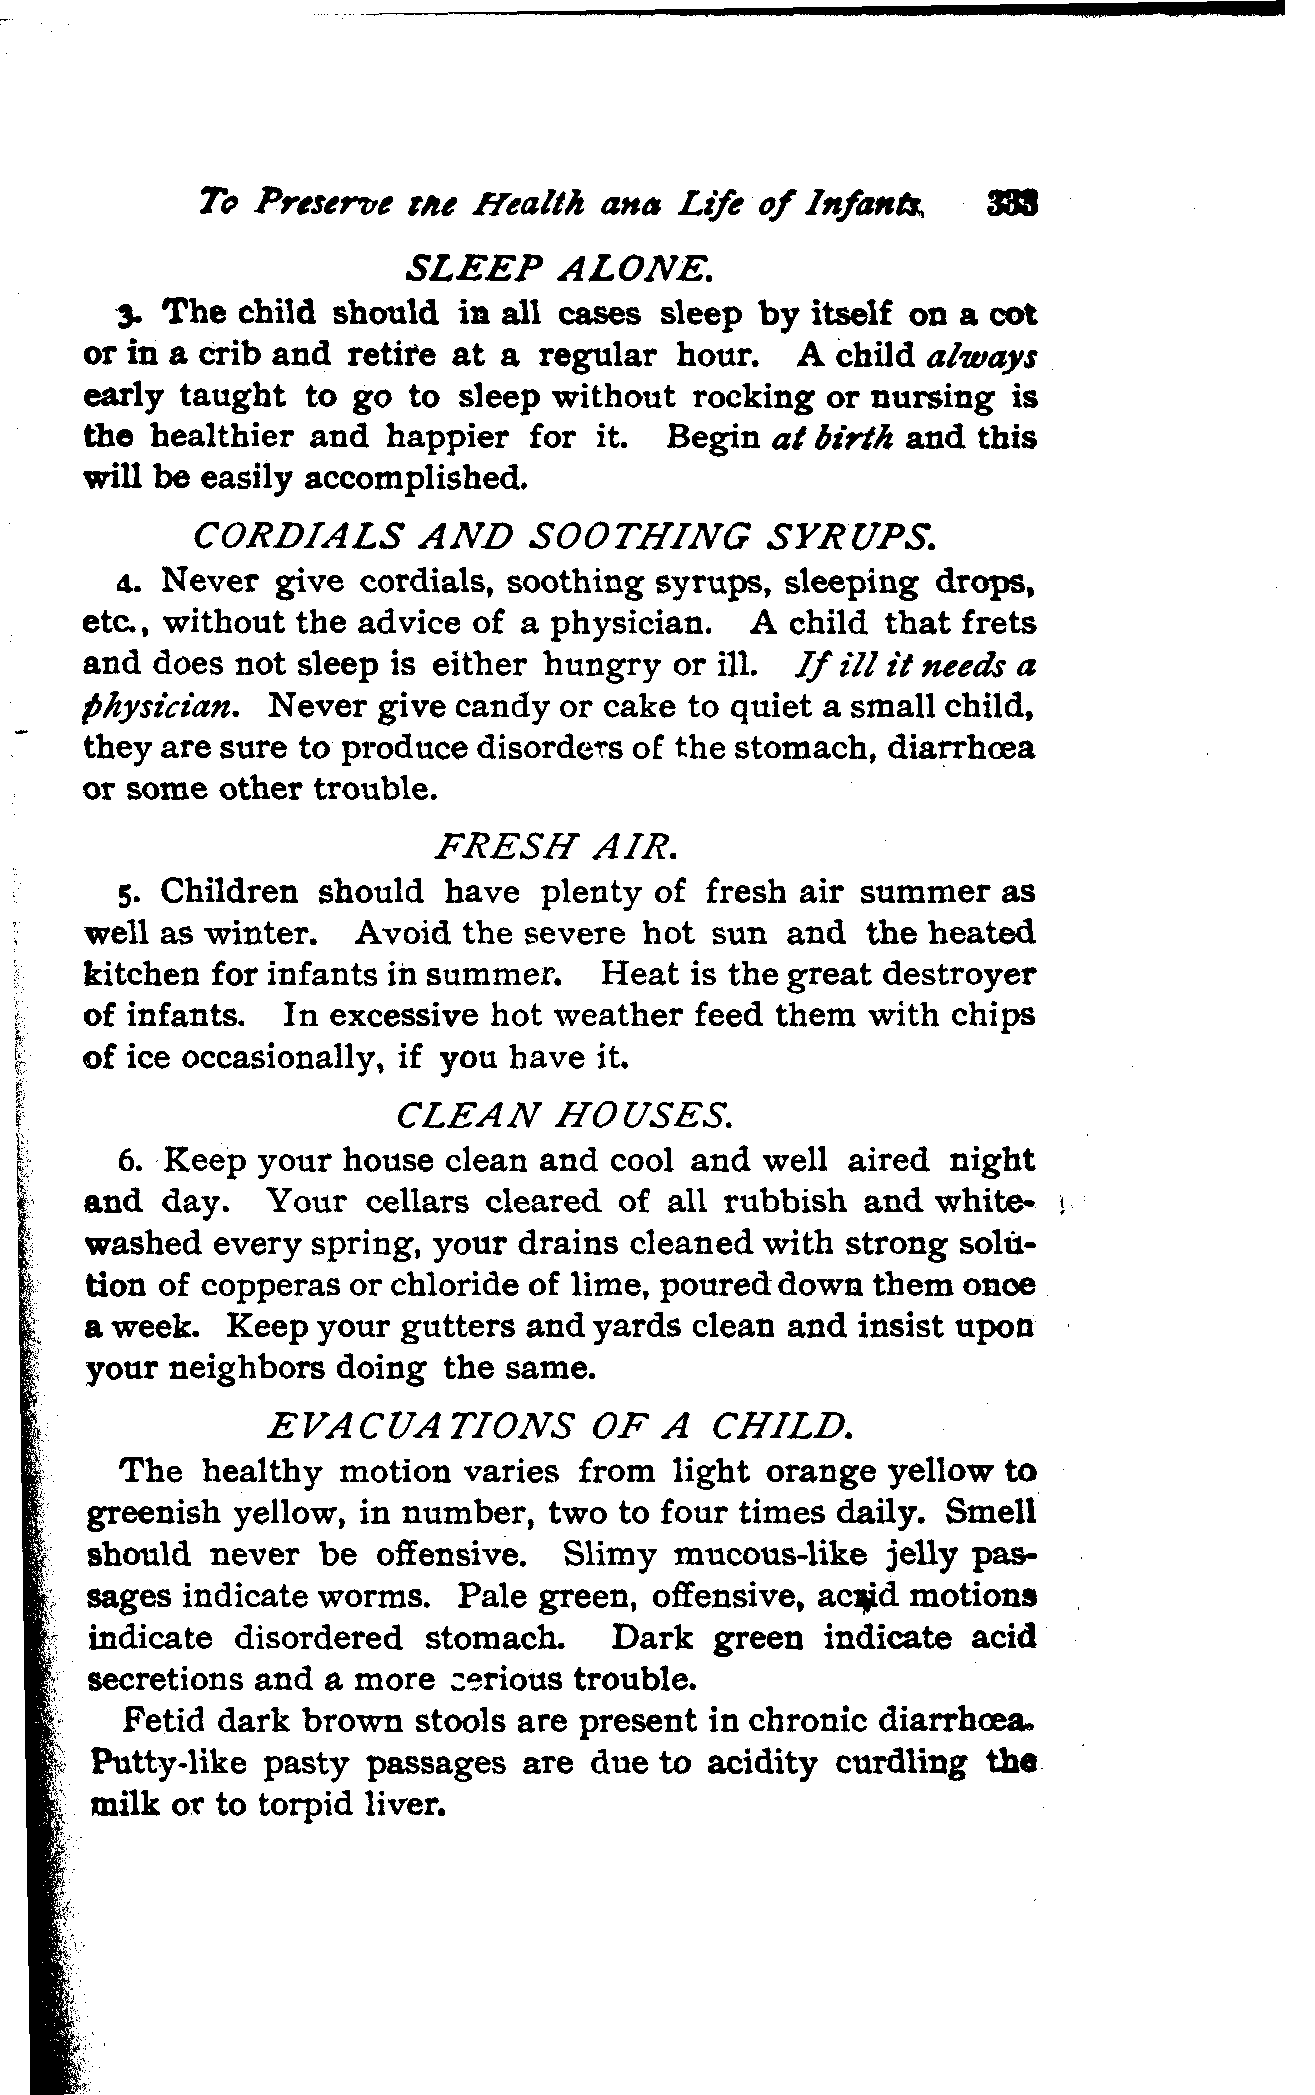 To Preserve the Health and Life of Infants. 333
SLEEP ALONE.
3. The child should in all cases sleep by itself on a cot
or in a crib and retire at a regular hour. A child always
early taught to go to sleep without rocking or nursing is
the healthier and happier for it. Begin at birth and this
will be easily accomplished.
CORDIALS AND SOOTHING SYRUPS.
4. Never give cordials, soothing syrups, sleeping drops,
etc., without the advice of a physician. A child that frets
and does not sleep is either hungry or ill. If ill it needs a
physician. Never give candy or cake to quiet a small child,
they are sure to produce disorders of the stomach, diarrhœa
or some other trouble.
FRESH AIR.
5. Children should have plenty of fresh air summer as
well as winter. Avoid the severe hot sun and the heated
kitchen for infants in summer. Heat is the great destroyer
of infants. In excessive hot weather feed them with chips
of ice occasionally, if you have it.
CLEAN HOUSES.
6. Keep your house clean and cool and well aired night
and day. Your cellars cleared of all rubbish and white-
washed every spring, your drains cleaned with strong solu-
tion of copperas or chloride of lime, poured down them once
a week. Keep your gutters and yards clean and insist upon
your neighbors doing the same.
EVACUATIONS OF A CHILD.
The healthy motion varies from light orange yellow to
greenish yellow, in number, two to four times daily. Smell
should never be offensive. Slimy mucous-like jelly pas-
sages indicate worms. Pale green, offensive, acrid motions
indicate disordered stomach. Dark green indicate acid
secretions and a more serious trouble.
Fetid dark brown stools are present in chronic diarrhœa.
Putty-like pasty passages are due to acidity curdling the
milk or to torpid liver.